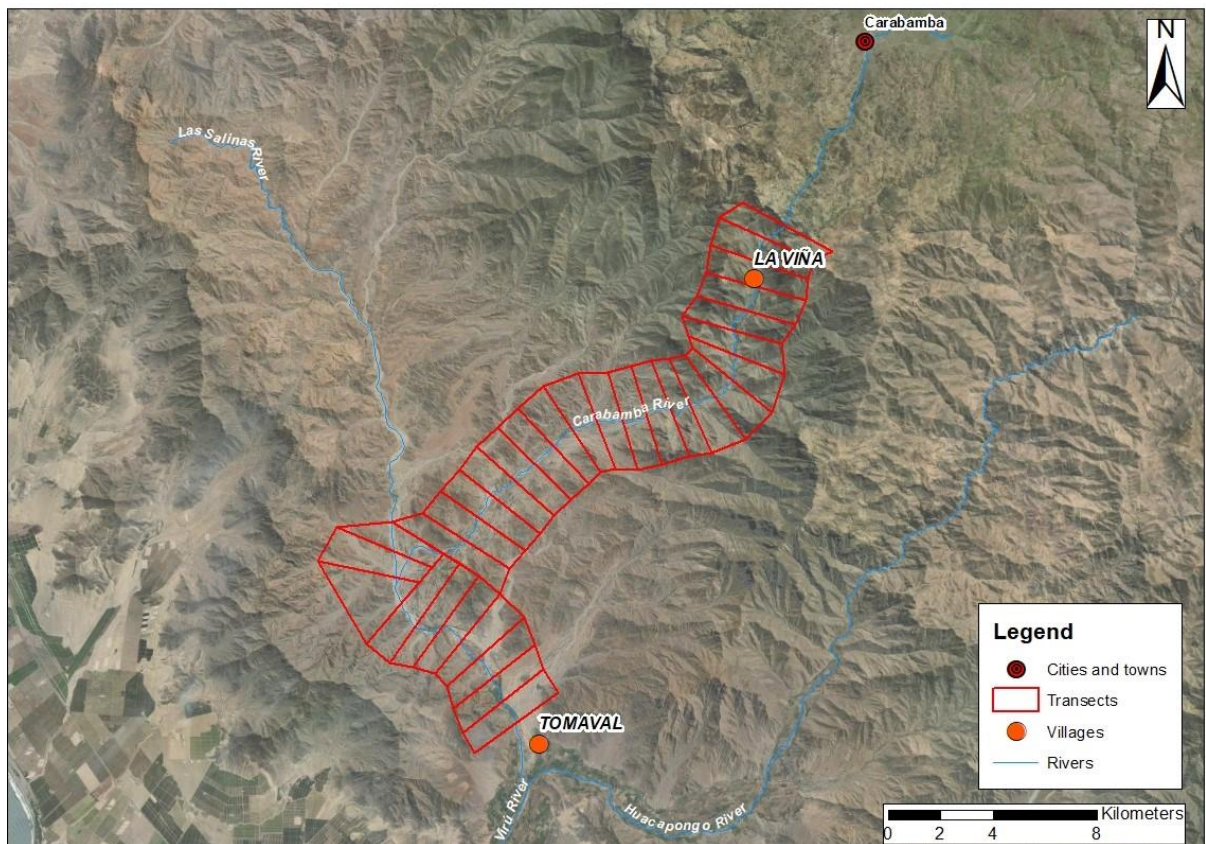 Carabamba
N
Las Salinas River
LA VIÑA
Carabamba River
Legend
Cities and towns
Transects
Villages
Rivers
TOMAVAL
Virú River
Huacapongo River
Kilometers
0 2 4 8